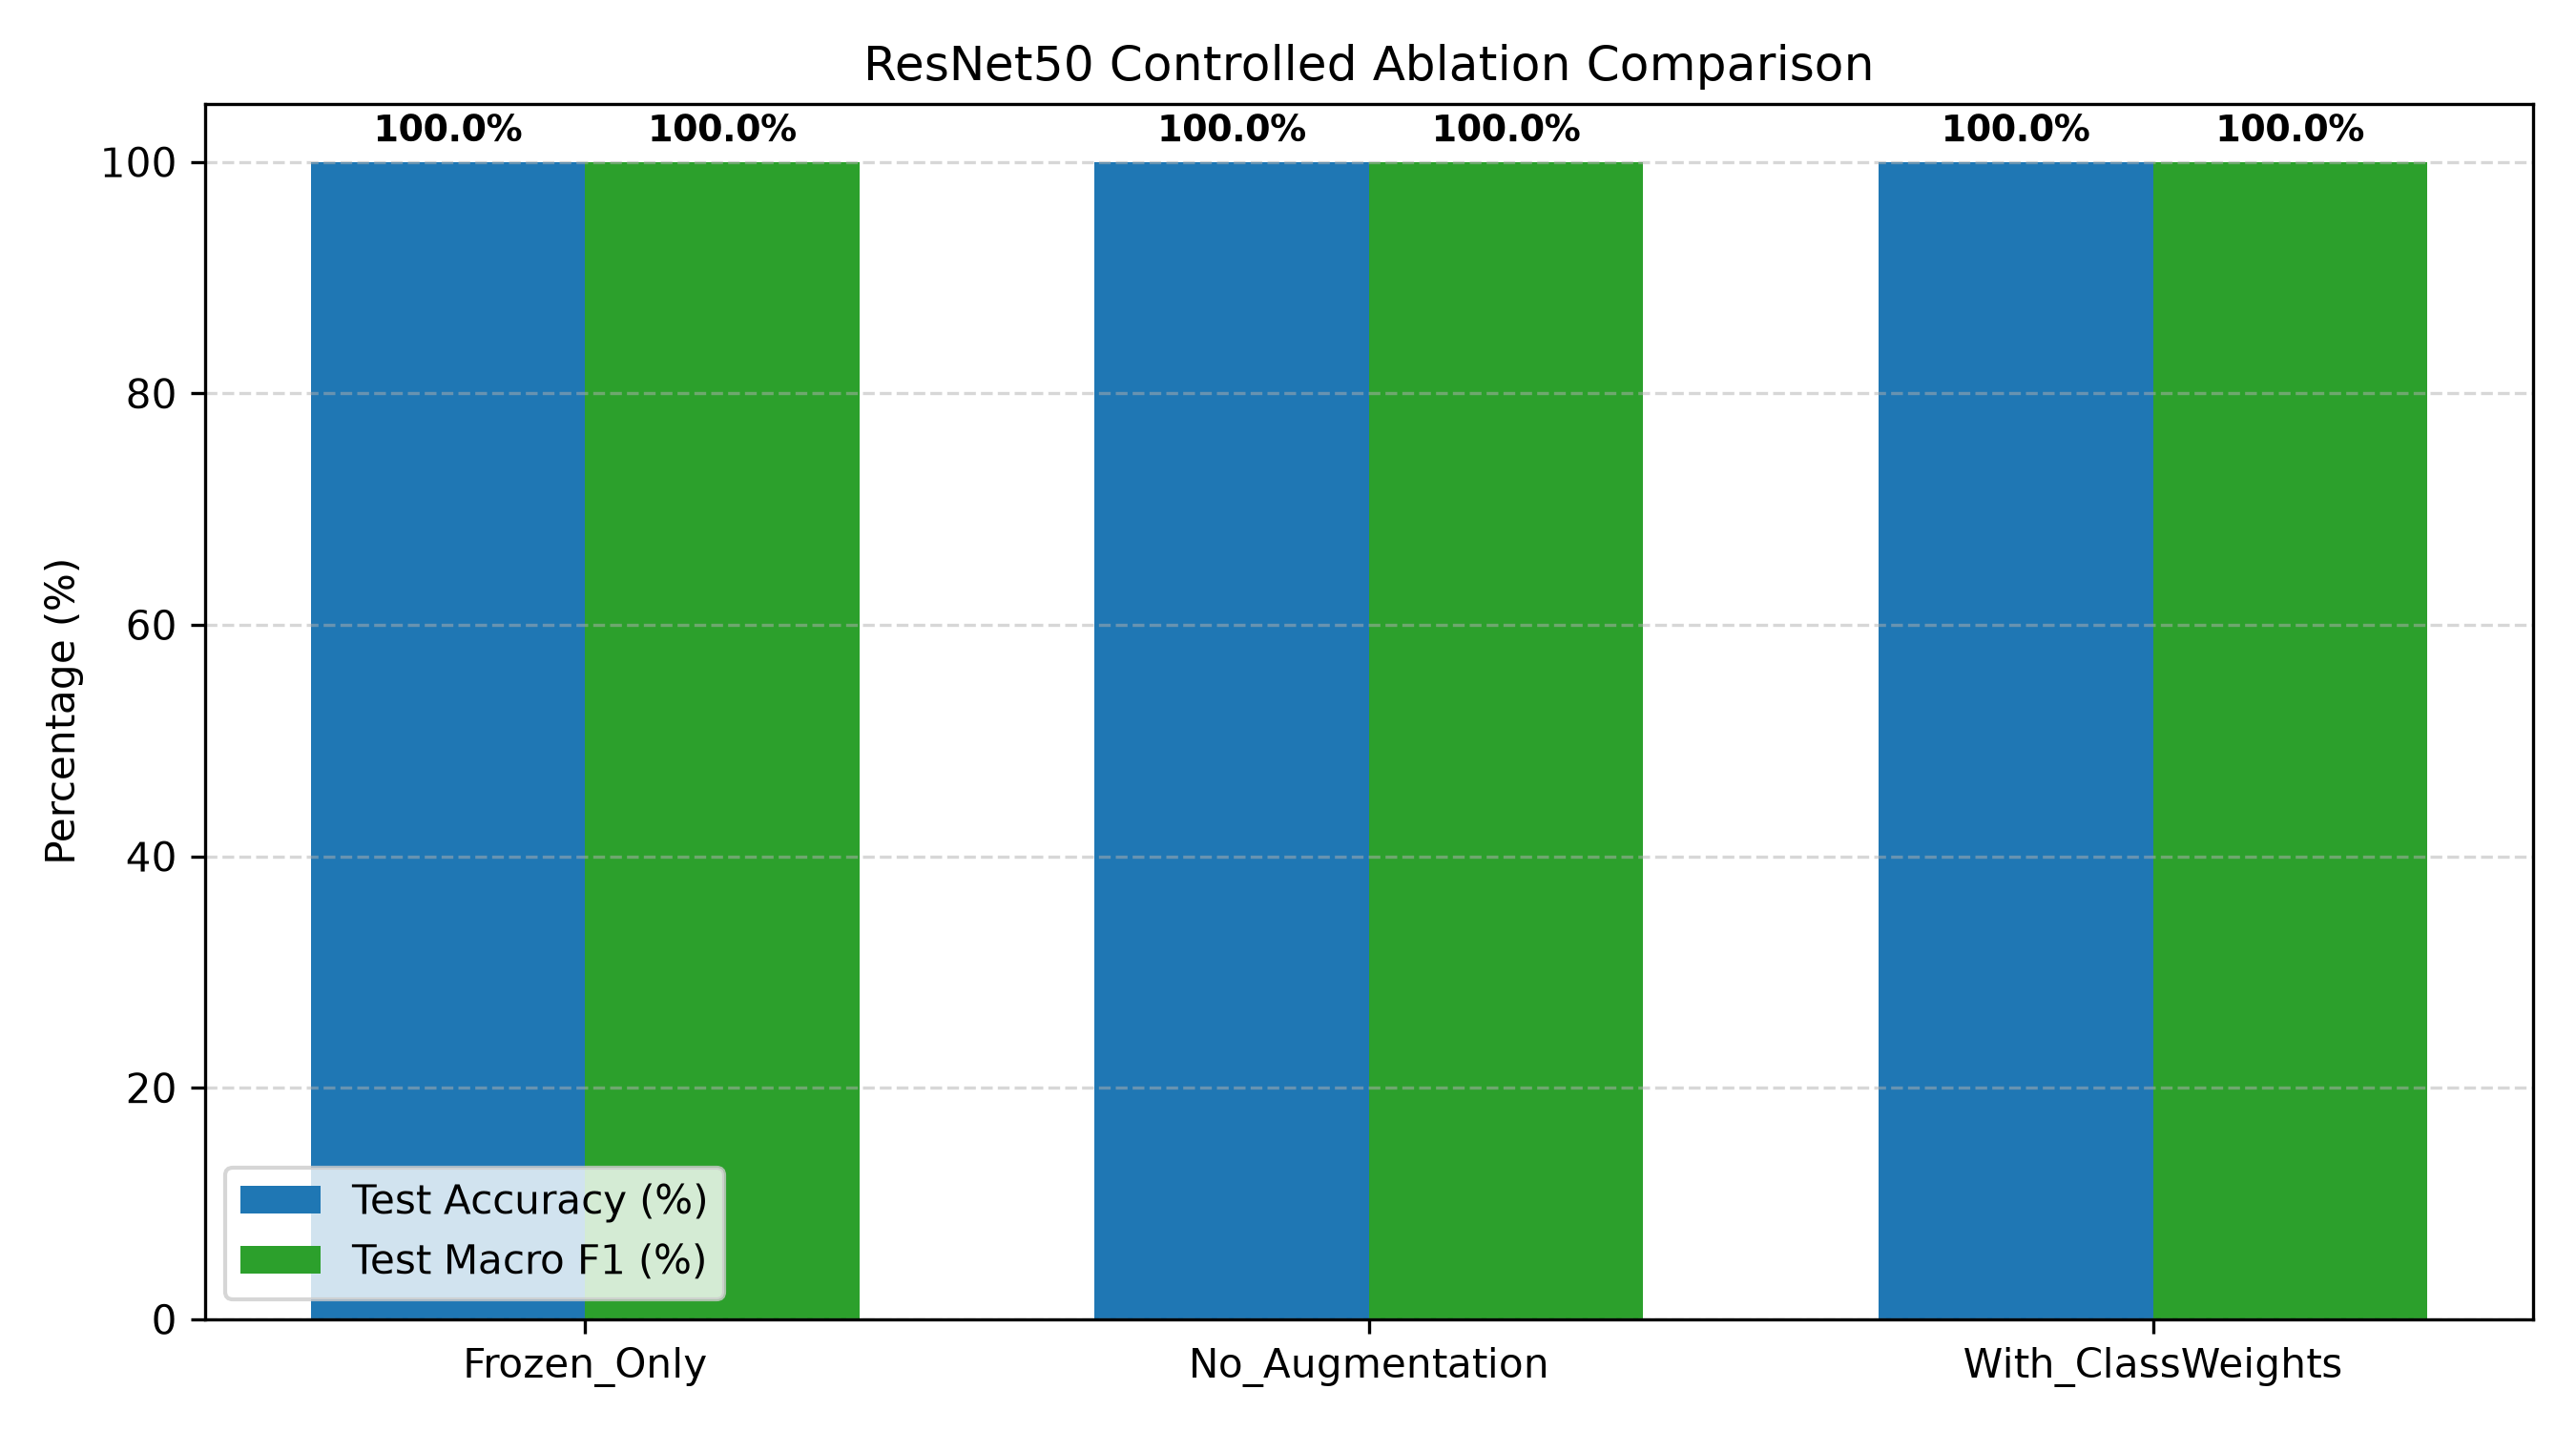 ResNet50 Controlled Ablation Comparison
100.0% 100.0% 100.0% 100.0% 100.0% 100.0%
100
80
60
40
20
0
Percentage (%)
Test Accuracy (%)
Test Macro F1 (%)
Frozen_Only No_Augmentation With_ClassWeights